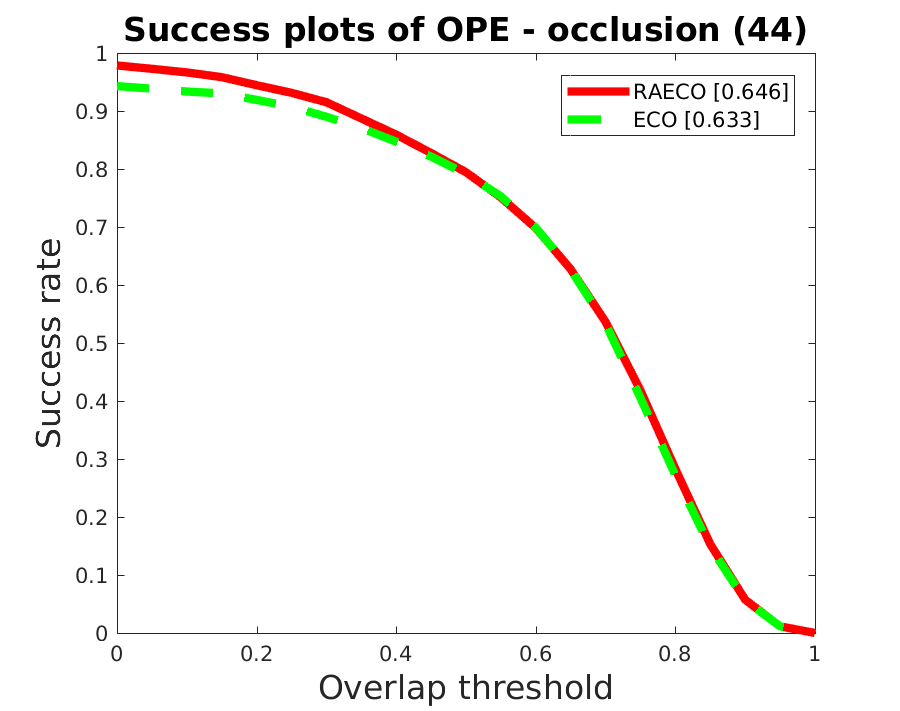 Success plots of OPE - occlusion (44)
RAECO [0.646]
ECO [0.633]
Success rate
1
0.9
0.8
0.7
0.6
0.5
0.4
0.3
0.2
0.1
0
0 0.2 0.4 0.6 0.8 1
Overlap threshold